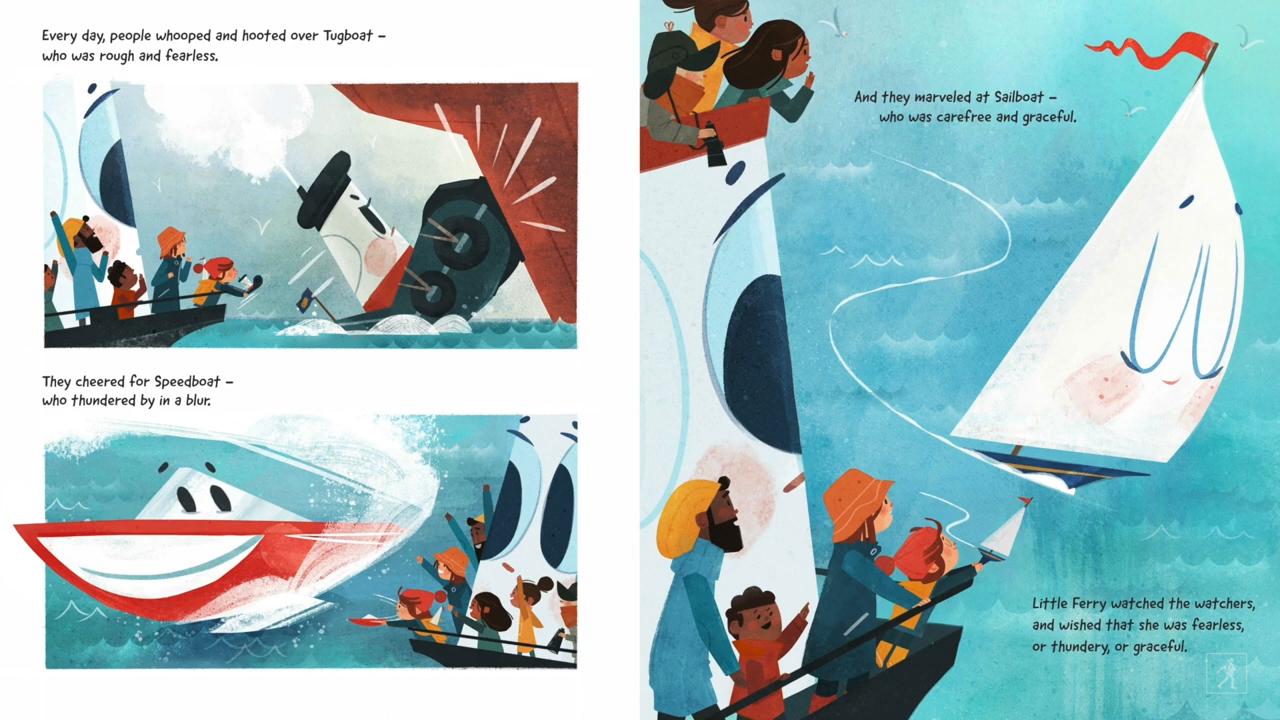 Every day, people whooped and hooted over Tugboat –
who was rough and fearless.
They cheered for Speedboat –
who thundered by in a blur.
And they marveled at Sailboat –
who was carefree and graceful.
Little Ferry watched the watchers,
and wished that she was fearless,
or thundery, or graceful.